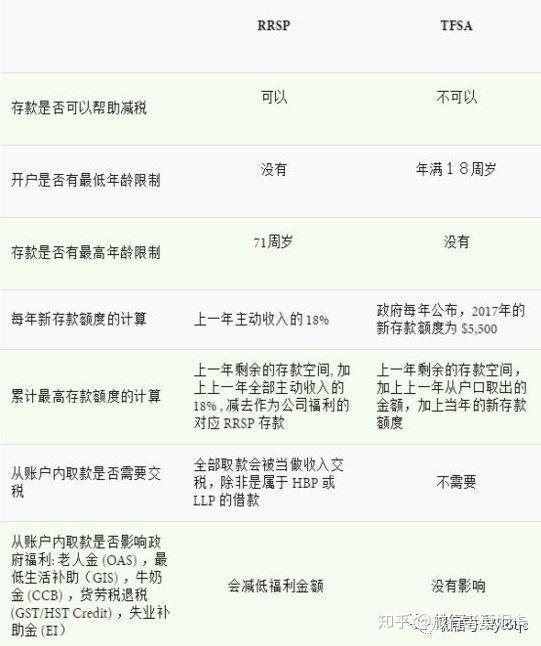 RRSP TFSA
存款是否可以帮助减税 可以 不可以
开户是否有最低年龄限制 没有 年满１８周岁
存款是否有最高年龄限制 71周岁 没有
每年新存款额度的计算 上一年主动收入的 18%
政府每年公布，2017年的
新存款额度为 $5,500
累计最高存款额度的计算
上一年剩余的存款空间, 加
上上一年全部主动收入的
18% , 减去作为公司福利的
对应 RRSP 存款
上一年剩余的存款空间，
加上上一年从户口取出的
金额，加上当年的新存款
额度
从账户内取款是否需要交
税
全部取款会被当做收入交
税，除非是属于 HBP 或
LLP 的借款
不需要
从账户内取款是否影响政
府福利: 老人金 (OAS) ，最
低生活补助（GIS) ，牛奶
金 (CCB) ，货劳税退税
(GST/HST Credit) ，失业补
助金 (EI）
会减低福利金额
没有影响